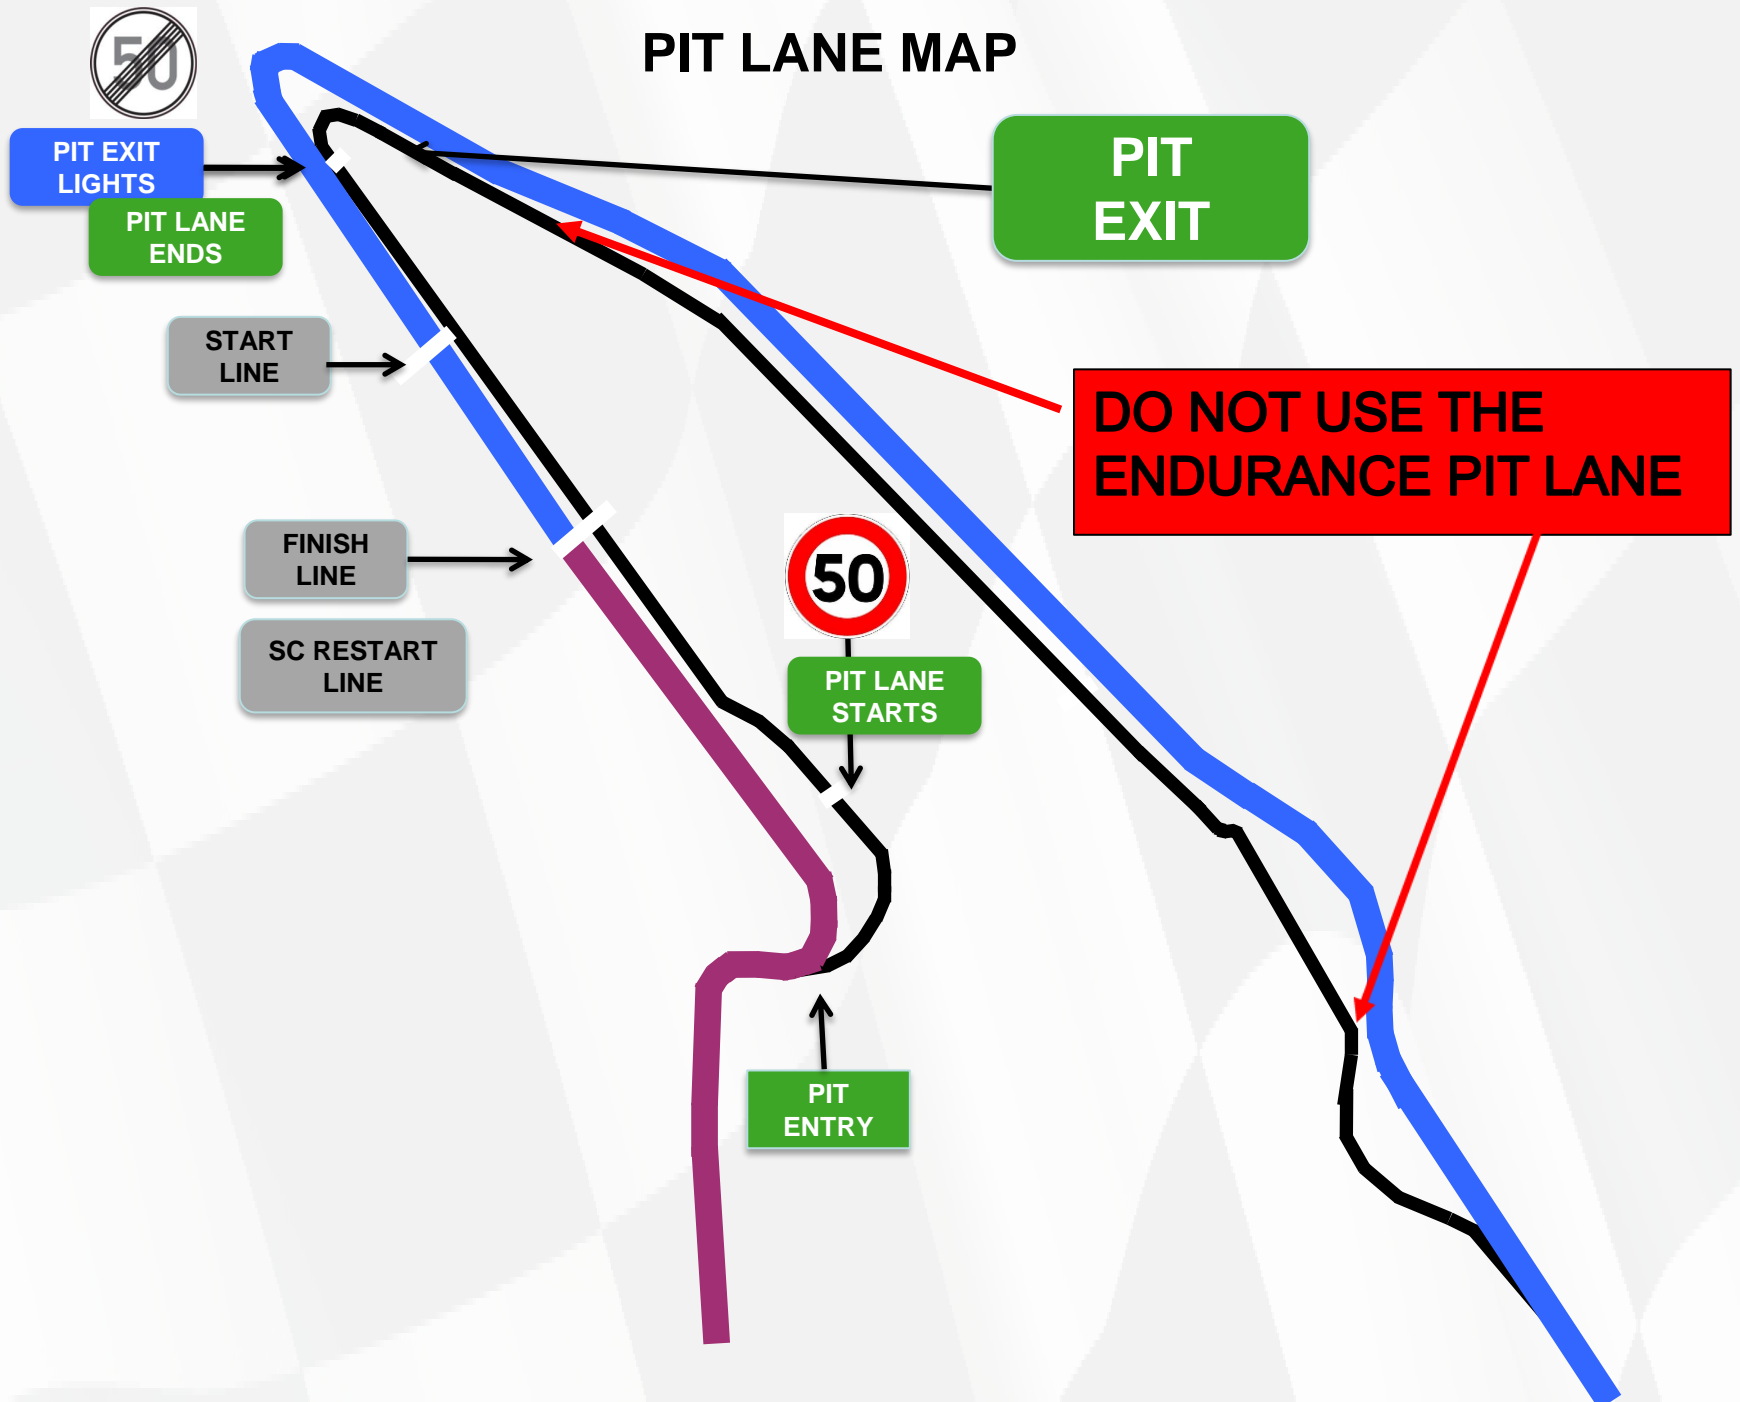 PIT LANE MAP
50
PIT EXIT
LIGHTS
PIT LANE
ENDS
PIT
EXIT
START
LINE
DO NOT USE THE
ENDURANCE PIT LANE
FINISH
LINE
50
SC RESTART
LINE
PIT LANE
STARTS
PIT
ENTRY